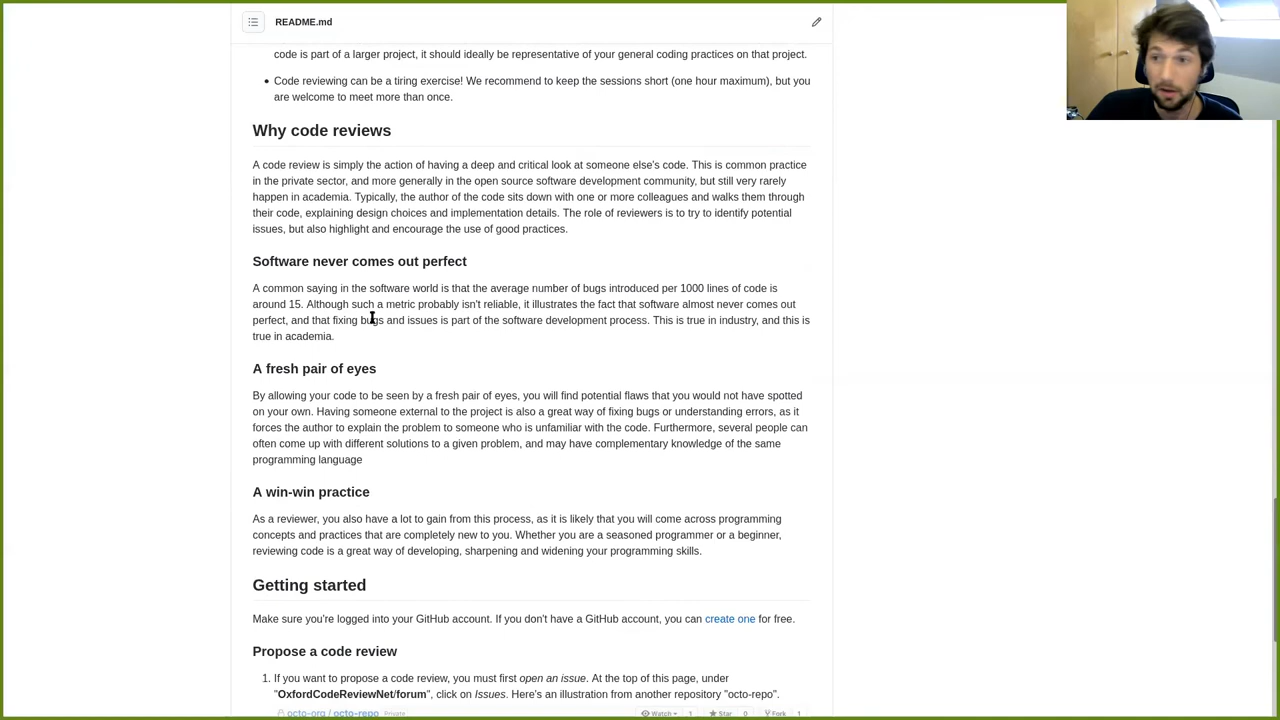 README.md
code is part of a larger project, it should ideally be representative of your general coding practices on that project.
Code reviewing can be a tiring exercise! We recommend to keep the sessions short (one hour maximum), but you
are welcome to meet more than once.
Why code reviews
A code review is simply the action of having a deep and critical look at someone else's code. This is common practice
in the private sector, and more generally in the open source software development community, but still very rarely
happen in academia. Typically, the author of the code sits down with one or more colleagues and walks them through
their code, explaining design choices and implementation details. The role of reviewers is to try to identify potential
issues, but also highlight and encourage the use of good practices.
Software never comes out perfect
A common saying in the software world is that the average number of bugs introduced per 1000 lines of code is
around 15. Although such a metric probably isn't reliable, it illustrates the fact that software almost never comes out
perfect, and that fixing bugs and issues is part of the software development process. This is true in industry, and this is
true in academia.
A fresh pair of eyes
By allowing your code to be seen by a fresh pair of eyes, you will find potential flaws that you would not have spotted
on your own. Having someone external to the project is also a great way of fixing bugs or understanding errors, as it
forces the author to explain the problem to someone who is unfamiliar with the code. Furthermore, several people can
often come up with different solutions to a given problem, and may have complementary knowledge of the same
programming language
A win-win practice
As a reviewer, you also have a lot to gain from this process, as it is likely that you will come across programming
concepts and practices that are completely new to you. Whether you are a seasoned programmer or a beginner,
reviewing code is a great way of developing, sharpening and widening your programming skills.
Getting started
Make sure you're logged into your GitHub account. If you don't have a GitHub account, you can create one for free.
Propose a code review
1. If you want to propose a code review, you must first open an issue. At the top of this page, under
"OxfordCodeReviewNet/forum", click on Issues. Here's an illustration from another repository "octo-repo".
octo-org / octo-repo Private Watch 1 Star 0 Fork 1